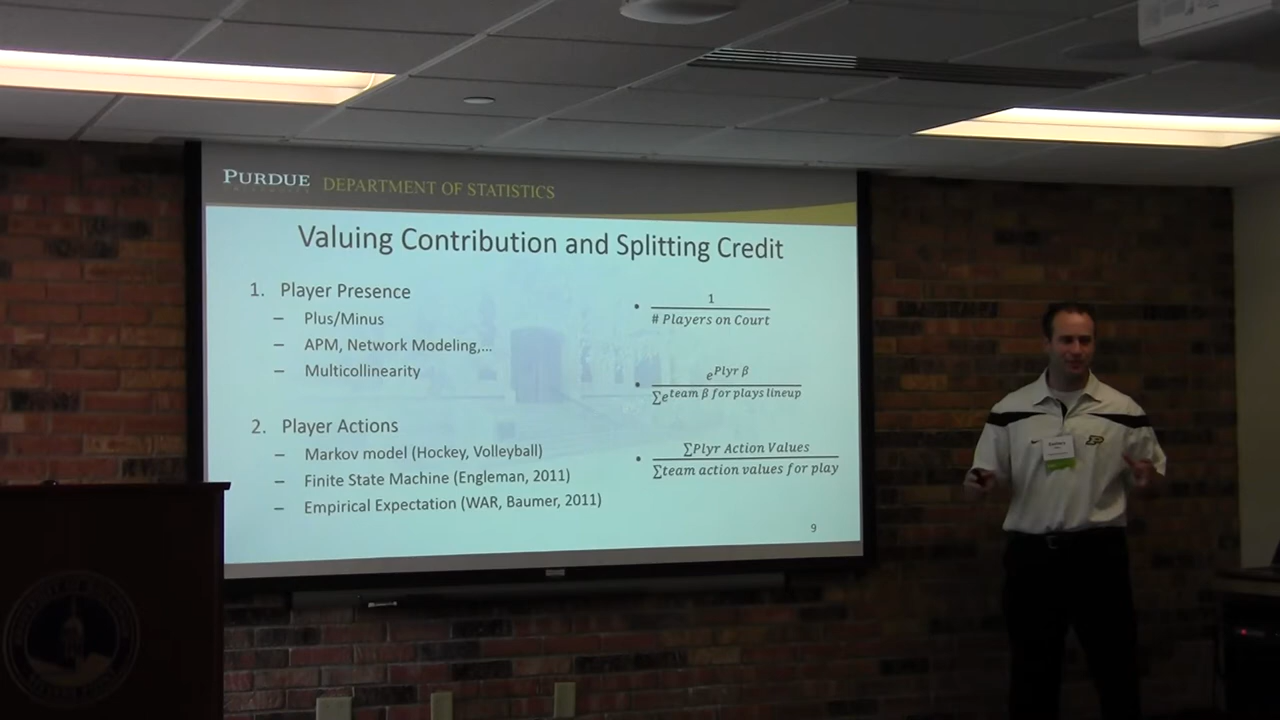 PURDUE DEPARTMENT OF STATISTICS
Valuing Contribution and Splitting Credit
1. Player Presence
– Plus/Minus
– APM, Network Modeling,...
– Multicollinearity
2. Player Actions
– Markov model (Hockey, Volleyball)
– Finite State Machine (Engleman, 2011)
– Empirical Expectation (WAR, Baumer, 2011)
• 1
# Players on Court
• e^Plyr β
∑e^team β for plays lineup
• ∑Plyr Action Values
∑team action values for play
9